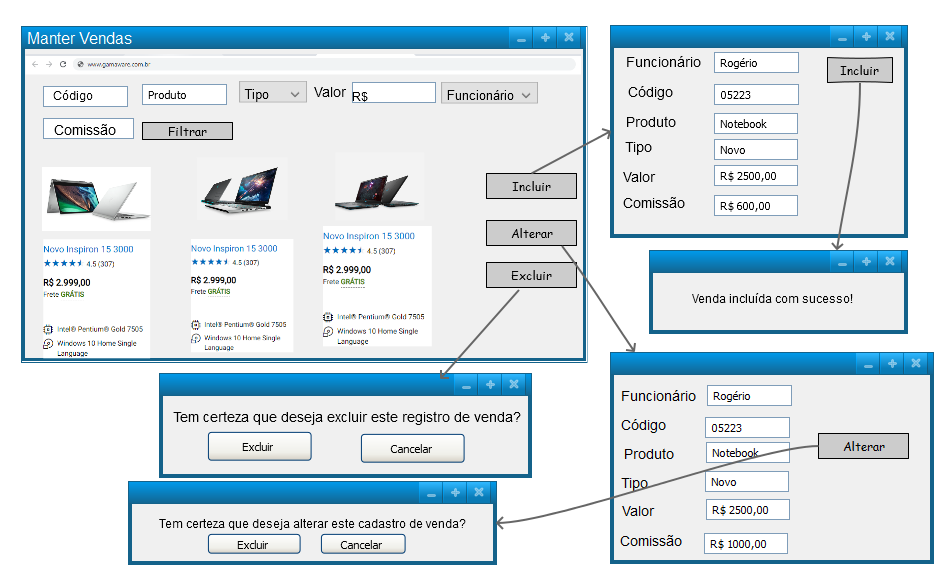 Manter Vendas
www.gamaware.com.br
Código
Produto
Tipo
Valor
R$
Funcionário
Comissão
Filtrar
Novo Inspiron 15 3000
4.5 (307)
R$ 2.999,00
Frete GRÁTIS
Intel® Pentium® Gold 7505
Windows 10 Home Single
Language
Novo Inspiron 15 3000
4.5 (307)
R$ 2.999,00
Frete GRÁTIS
Intel® Pentium® Gold 7505
Windows 10 Home Single
Language
Novo Inspiron 15 3000
4.5 (307)
R$ 2.999,00
Frete GRÁTIS
Intel® Pentium® Gold 7505
Windows 10 Home Single
Language
Incluir
Alterar
Excluir
Funcionário Rogério
Incluir
Código 05223
Produto Notebook
Tipo Novo
Valor R$ 2500,00
Comissão R$ 600,00
Venda incluída com sucesso!
Funcionário Rogério
Código 05223
Produto Notebook
Alterar
Tipo Novo
Valor R$ 2500,00
Comissão R$ 1000,00
Tem certeza que deseja excluir este registro de venda?
Excluir Cancelar
Tem certeza que deseja alterar este cadastro de venda?
Excluir Cancelar